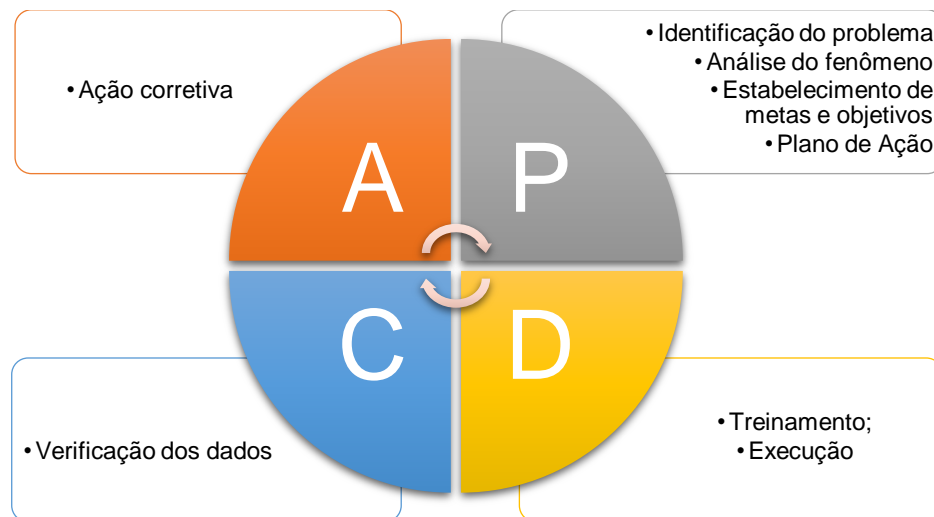 • Ação corretiva
• Identificação do problema
• Análise do fenômeno
• Estabelecimento de
metas e objetivos
• Plano de Ação
A
P
C
D
• Verificação dos dados
• Treinamento;
• Execução